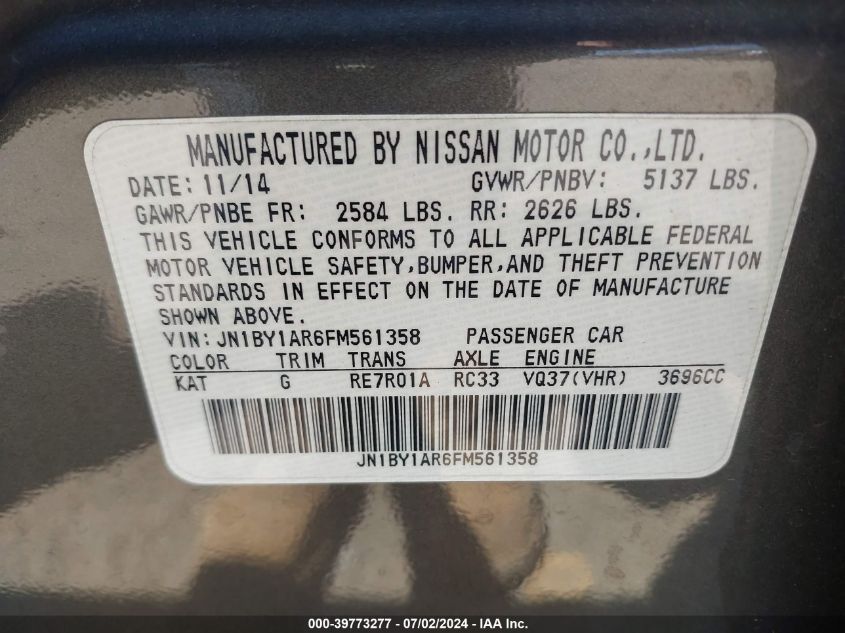 MANUFACTURED BY NISSAN MOTOR CO.,LTD.
DATE: 11/14 GVWR/PNBV: 5137 LBS.
GAWR/PNBE FR: 2584 LBS. RR: 2626 LBS.
THIS VEHICLE CONFORMS TO ALL APPLICABLE FEDERAL
MOTOR VEHICLE SAFETY,BUMPER,AND THEFT PREVENTION
STANDARDS IN EFFECT ON THE DATE OF MANUFACTURE
SHOWN ABOVE.
VIN: JN1BY1AR6FM561358 PASSENGER CAR
COLOR TRIM TRANS AXLE ENGINE
KAT G RE7R01A RC33 VQ37(VHR) 3696CC
JN1BY1AR6FM561358
000-39773277 - 07/02/2024 - IAA Inc.